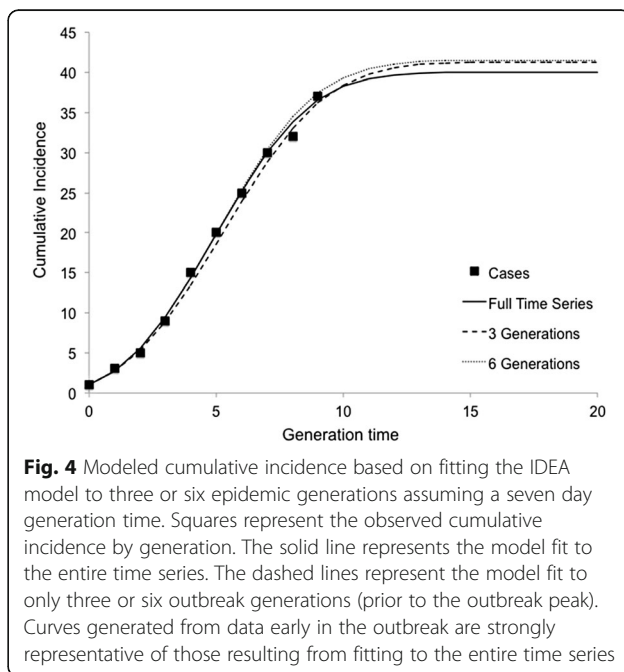 45
40
35
30
25
20
15
10
5
0
Cumulative Incidence
Cases
Full Time Series
3 Generations
6 Generations
0 5 10 15 20
Generation time
Fig. 4 Modeled cumulative incidence based on fitting the IDEA
model to three or six epidemic generations assuming a seven day
generation time. Squares represent the observed cumulative
incidence by generation. The solid line represents the model fit to
the entire time series. The dashed lines represent the model fit to
only three or six outbreak generations (prior to the outbreak peak).
Curves generated from data early in the outbreak are strongly
representative of those resulting from fitting to the entire time series